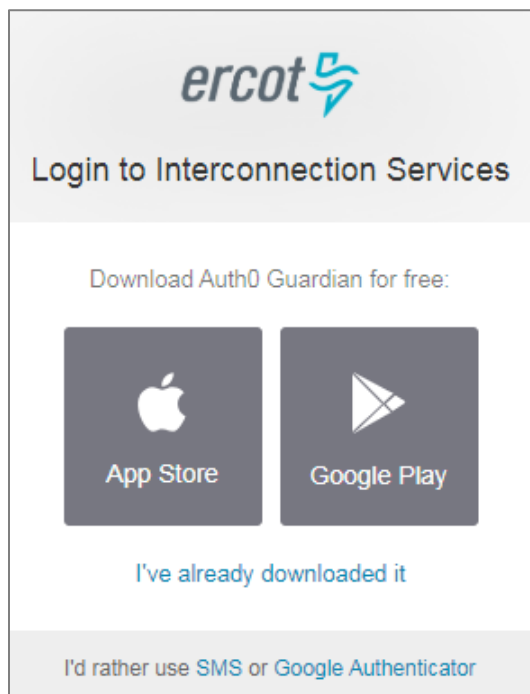 ercot
Login to Interconnection Services
Download Auth0 Guardian for free:
App Store
Google Play
I've already downloaded it
I'd rather use SMS or Google Authenticator